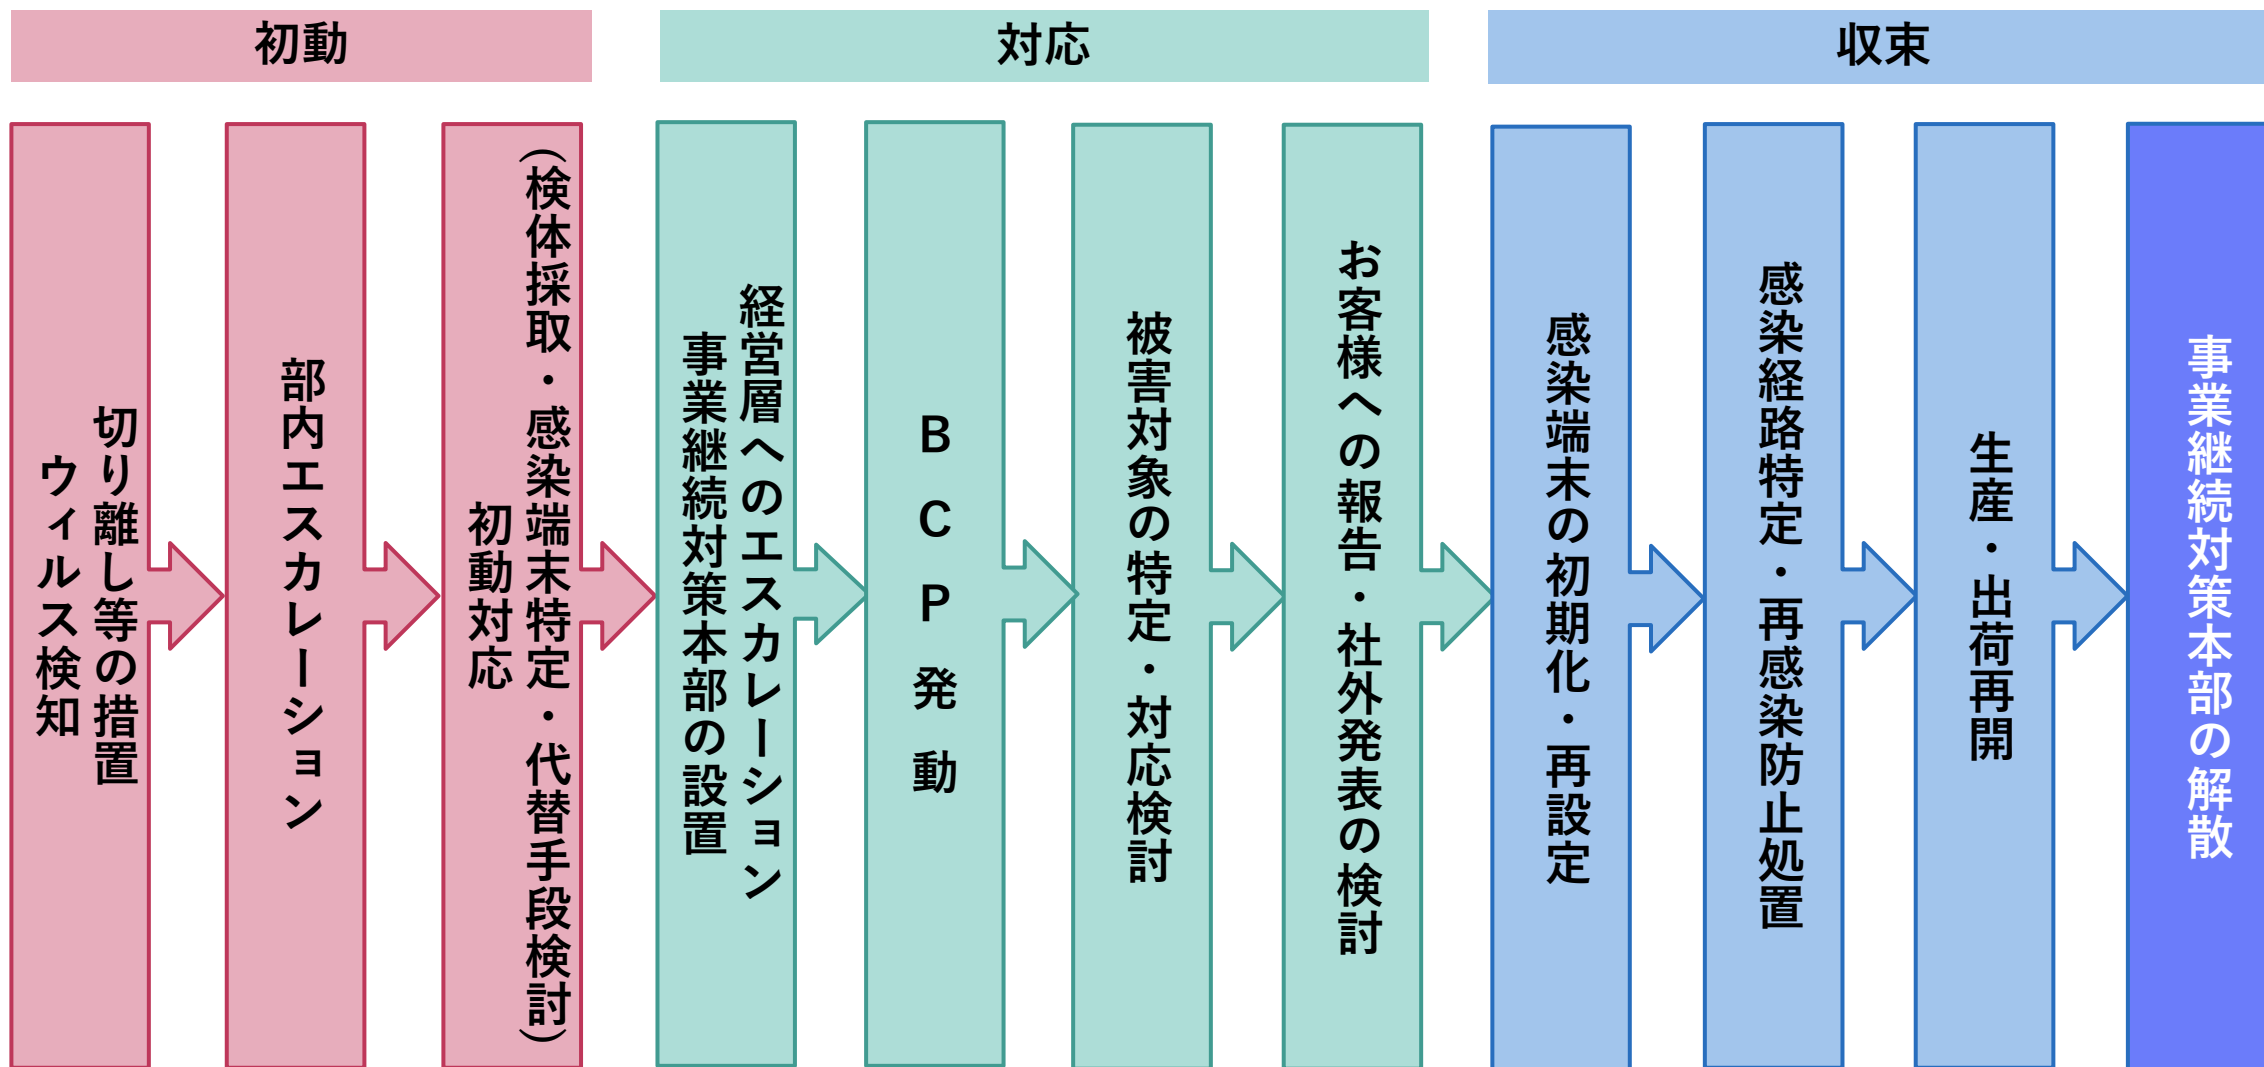 初動
対応
収束
ウィルス検知
切り離し等の措置
部内エスカレーション
初動対応
(検体採取・感染端末特定・代替手段検討)
経営層へのエスカレーション
事業継続対策本部の設置
BCP発動
被害対象の特定・対応検討
お客様への報告・社外発表の検討
感染端末の初期化・再設定
感染経路特定・再感染防止処置
生産・出荷再開
事業継続対策本部の解散